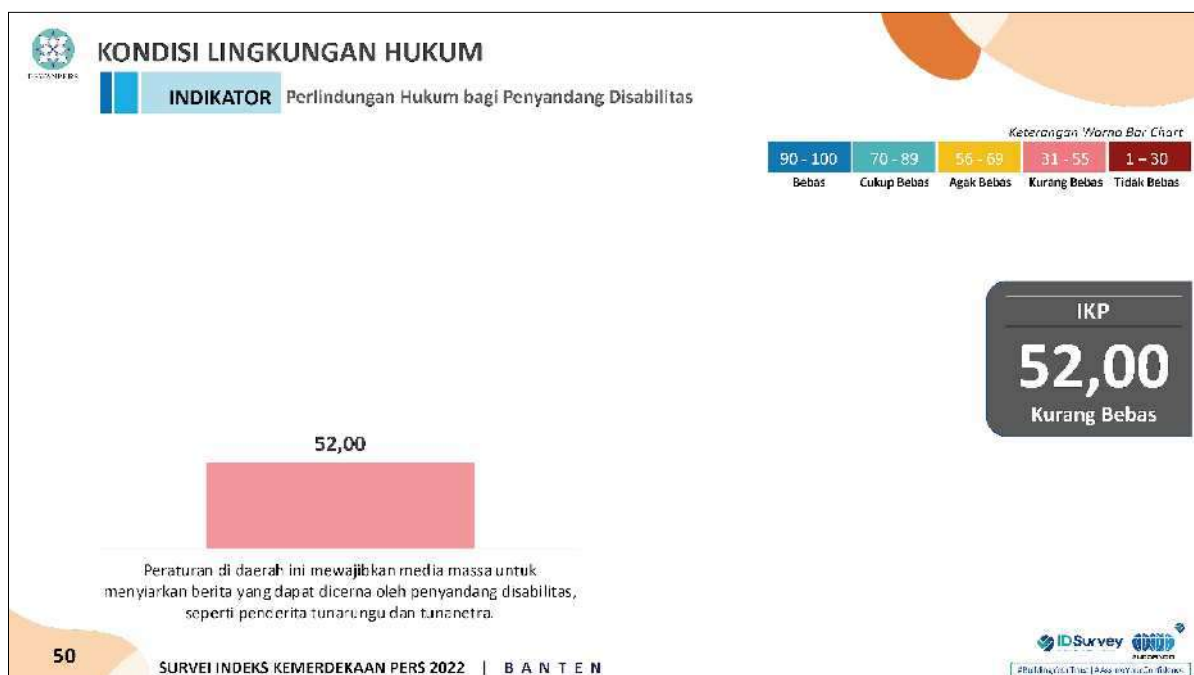 KONDISI LINGKUNGAN HUKUM
INDIKATOR Perlindungan Hukum bagi Penyandang Disabilitas
Keterangan Warna Bar Chart
90 - 100 70 - 89 56 - 69 31 - 55 1 – 30
Bebas Cukup Bebas Agak Bebas Kurang Bebas Tidak Bebas
IKP
52,00
Kurang Bebas
52,00
Peraturan di daerah ini mewajibkan media massa untuk
menyiarkan berita yang dapat dicerna oleh penyandang disabilitas,
seperti penderita tunarungu dan tunanetra.
50
SURVEI INDEKS KEMERDEKAAN PERS 2022 | BANTEN
IDSurvey